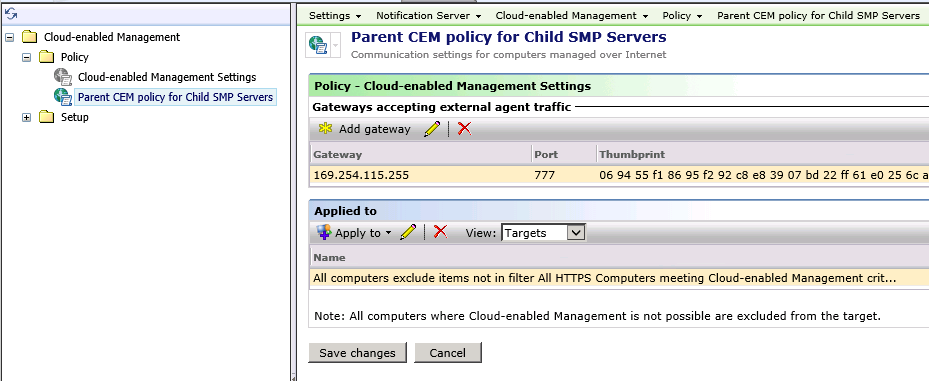 Cloud-enabled Management
Policy
Cloud-enabled Management Settings
Parent CEM policy for Child SMP Servers
Setup
Settings Notification Server Cloud-enabled Management Policy Parent CEM policy for Child SMP Servers
Parent CEM policy for Child SMP Servers
Communication settings for computers managed over Internet
Policy - Cloud-enabled Management Settings
Gateways accepting external agent traffic
Add gateway
Gateway Port Thumbprint
169.254.115.255 777 06 94 55 f1 86 95 f2 92 c8 e8 39 07 bd 22 ff 61 e0 25 6c a
Applied to
Apply to View: Targets
Name
All computers exclude items not in filter All HTTPS Computers meeting Cloud-enabled Management crit...
Note: All computers where Cloud-enabled Management is not possible are excluded from the target.
Save changes Cancel